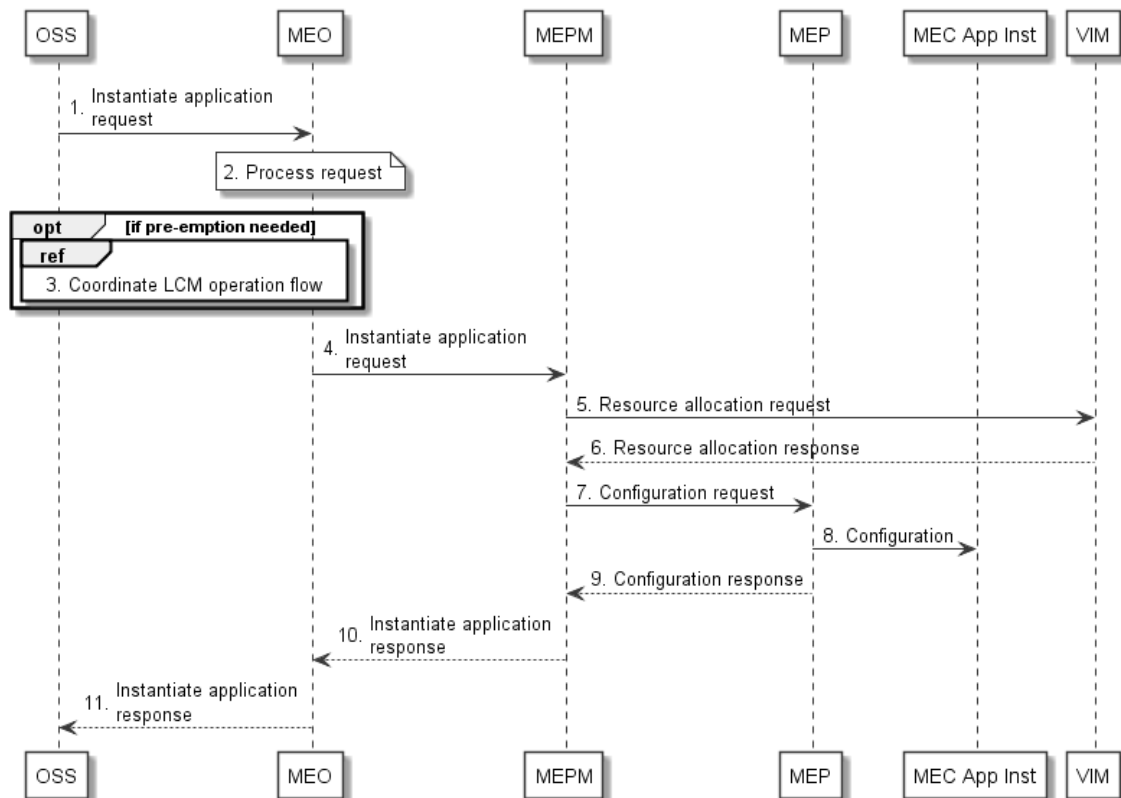 OSS MEO MEPM MEP MEC App Inst VIM
1. Instantiate application
request
2. Process request
opt [if pre-emption needed]
ref
3. Coordinate LCM operation flow
4. Instantiate application
request
5. Resource allocation request
6. Resource allocation response
7. Configuration request
8. Configuration
9. Configuration response
10. Instantiate application
response
11. Instantiate application
response
OSS MEO MEPM MEP MEC App Inst VIM